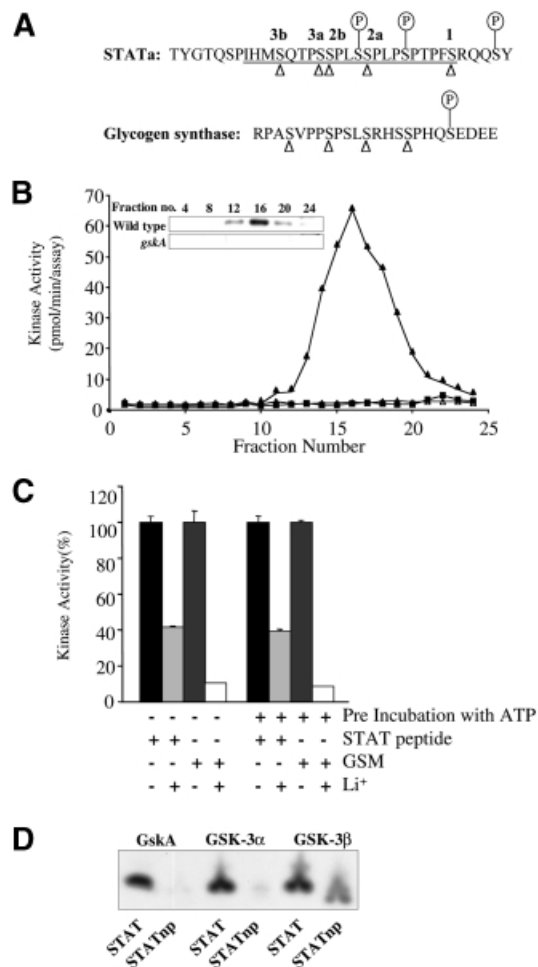 A
P P P
3b 3a 2b 2a 1
STATa: TYGTQSPIHMSQTPSSPLSSPLPSPTPFSRQQSY
P
Glycogen synthase: RPASVPPSPSLSRHSSPHQSEDEE
B
Kinase Activity
(pmol/min/assay)
70
60
50
40
30
20
10
0
Fraction no. 4 8 12 16 20 24
Wild type
gskA
0 5 10 15 20 25
Fraction Number
C
Kinase Activity(%)
120
100
80
60
40
20
0
- - - - + + + + Pre Incubation with ATP
+ + - - + + - - STAT peptide
- - + + - - + + GSM
- + - + - + - + Li+
D
GskA GSK-3α GSK-3β
STAT STATnp STAT STATnp STAT STATnp